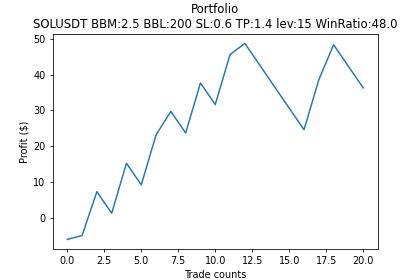 Portfolio
SOLUSDT BBM:2.5 BBL:200 SL:0.6 TP:1.4 lev:15 WinRatio:48.0
50
40
30
20
10
0
Profit ($)
0.0 2.5 5.0 7.5 10.0 12.5 15.0 17.5 20.0
Trade counts